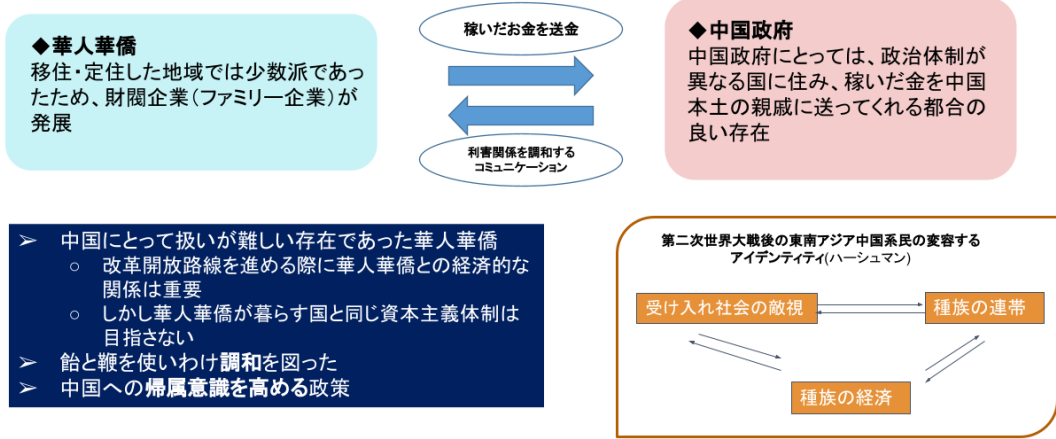 ◆華人華僑
移住・定住した地域では少数派であっ
たため、財閥企業（ファミリー企業）が
発展
稼いだお金を送金
利害関係を調和する
コミュニケーション
◆中国政府
中国政府にとっては、政治体制が
異なる国に住み、稼いだ金を中国
本土の親戚に送ってくれる都合の
良い存在
➢ 中国にとって扱いが難しい存在であった華人華僑
○ 改革開放路線を進める際に華人華僑との経済的な
関係は重要
○ しかし華人華僑が暮らす国と同じ資本主義体制は
目指さない
➢ 飴と鞭を使いわけ調和を図った
➢ 中国への帰属意識を高める政策
第二次世界大戦後の東南アジア中国系民の変容する
アイデンティティ(ハーシュマン)
受け入れ社会の敵視
種族の連帯
種族の経済